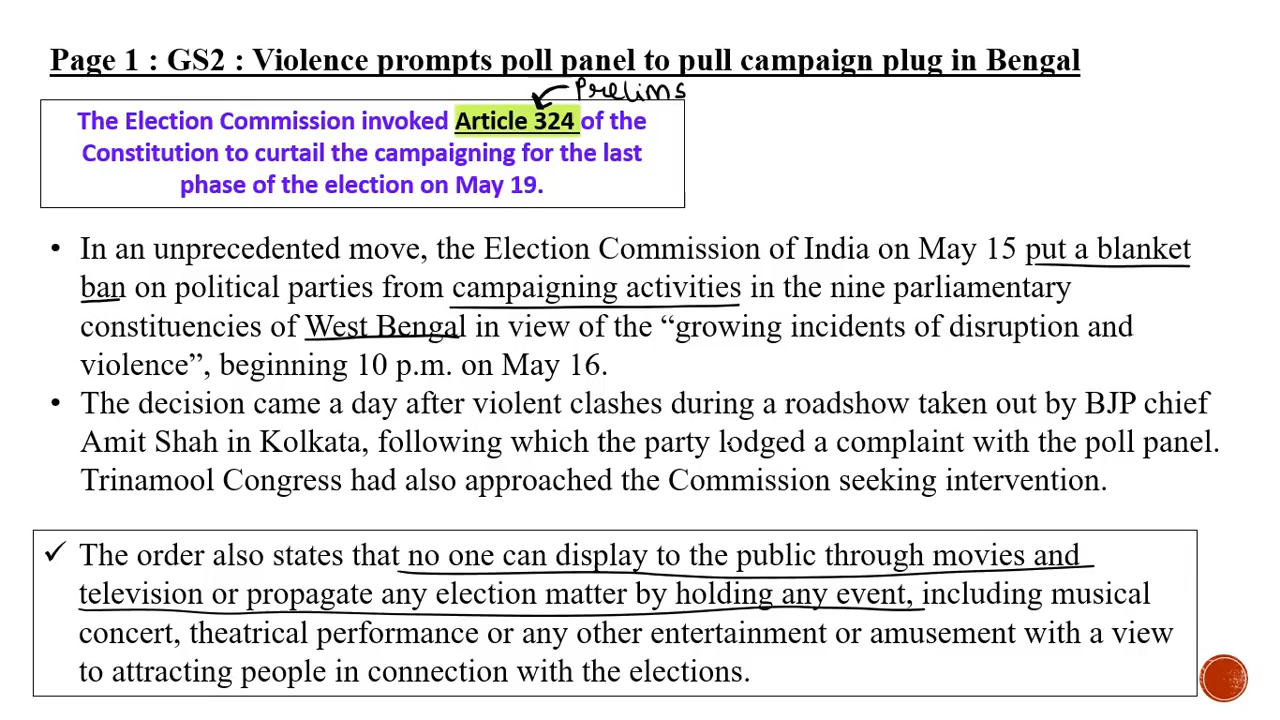 Page 1 : GS2 : Violence prompts poll panel to pull campaign plug in Bengal
Prelims
The Election Commission invoked Article 324 of the
Constitution to curtail the campaigning for the last
phase of the election on May 19.
• In an unprecedented move, the Election Commission of India on May 15 put a blanket
ban on political parties from campaigning activities in the nine parliamentary
constituencies of West Bengal in view of the “growing incidents of disruption and
violence”, beginning 10 p.m. on May 16.
• The decision came a day after violent clashes during a roadshow taken out by BJP chief
Amit Shah in Kolkata, following which the party lodged a complaint with the poll panel.
Trinamool Congress had also approached the Commission seeking intervention.
✓ The order also states that no one can display to the public through movies and
television or propagate any election matter by holding any event, including musical
concert, theatrical performance or any other entertainment or amusement with a view
to attracting people in connection with the elections.